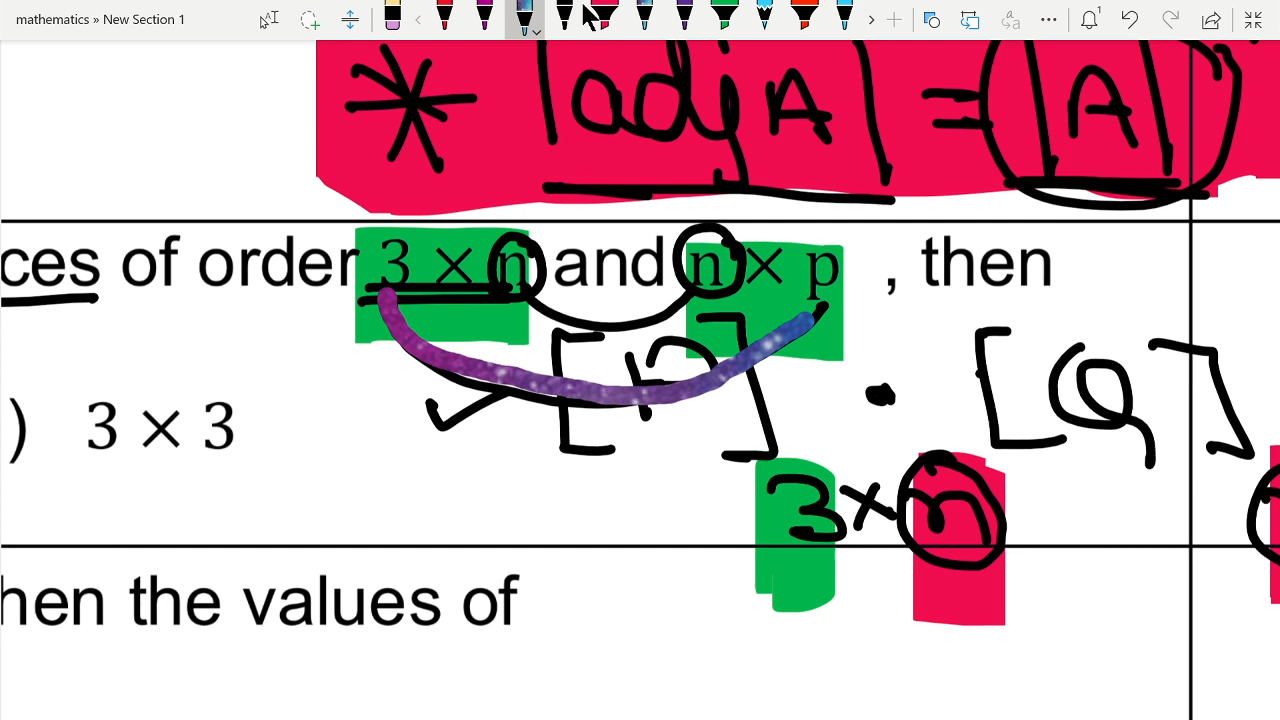 mathematics » New Section 1
* |adj A| = (|A|)
ces of order 3 × n and n × p , then
) 3 × 3
[P] • [Q]
3 × n
hen the values of